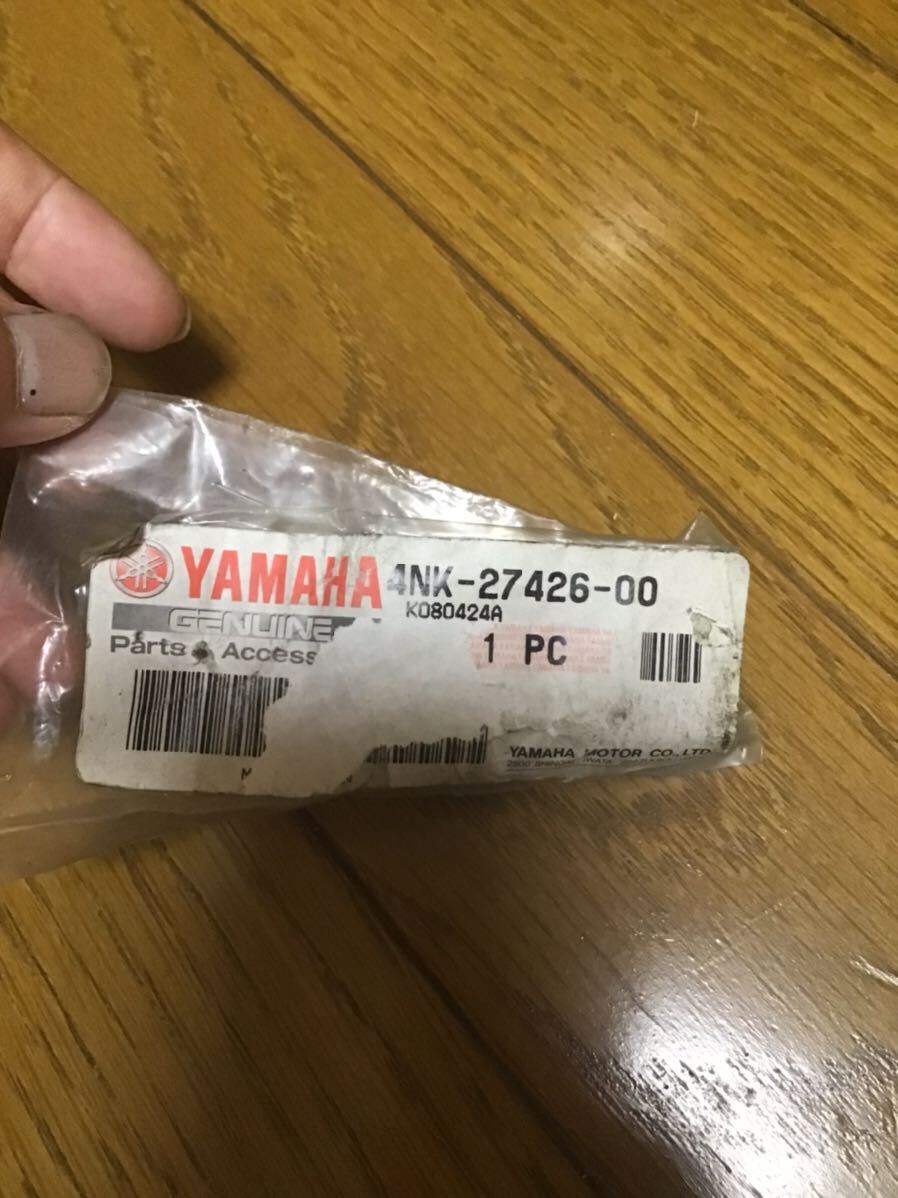 YAMAHA 4NK-27426-00
GENUINE K080424A
Parts & Access 1 PC
YAMAHA MOTOR CO.,LTD.